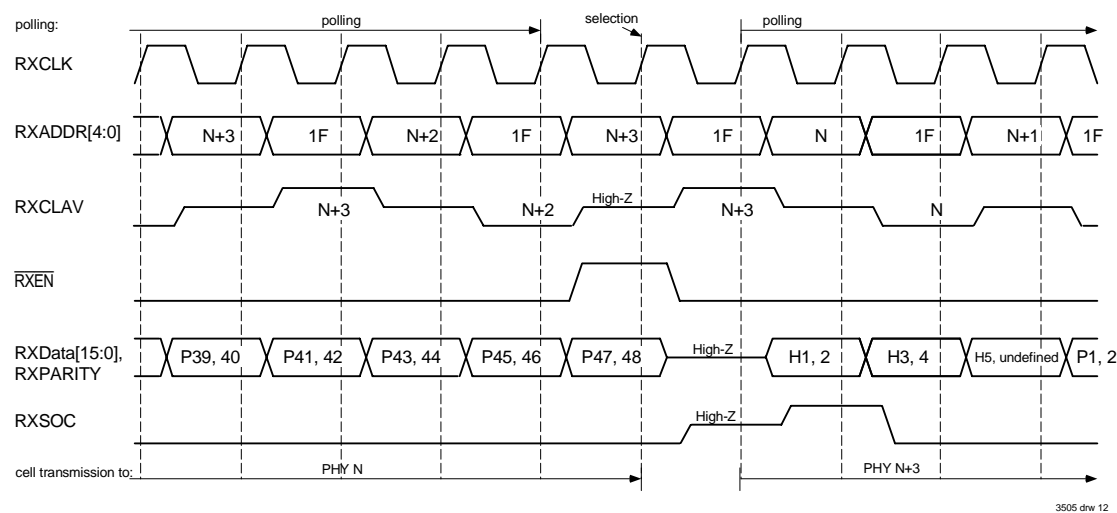 polling: polling selection polling
RXCLK
RXADDR[4:0] N+3 1F N+2 1F N+3 1F N 1F N+1 1F
RXCLAV N+3 N+2 High-Z N+3 N
RXEN
RXData[15:0], RXPARITY P39, 40 P41, 42 P43, 44 P45, 46 P47, 48 High-Z H1, 2 H3, 4 H5, undefined P1, 2
RXSOC High-Z
cell transmission to: PHY N PHY N+3
3505 drw 12